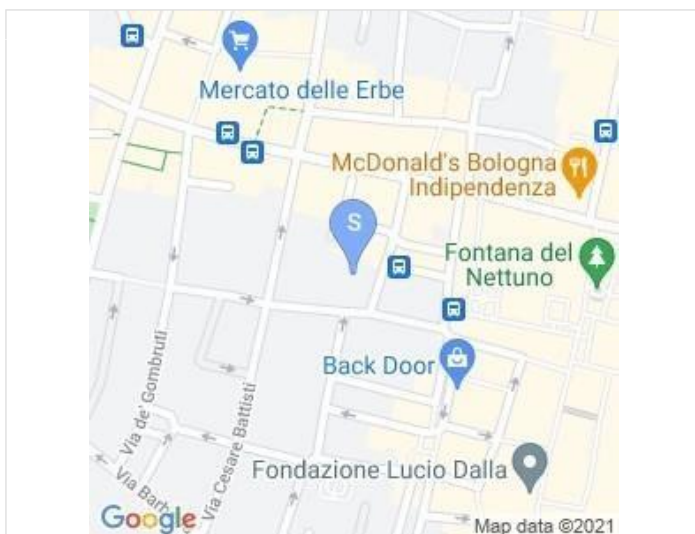 Mercato delle Erbe
McDonald's Bologna
Indipendenza
S
Fontana del
Nettuno
Back Door
Via de' Gombruti
Via Cesare Battisti
Fondazione Lucio Dalla
Via Barb
Google
Map data ©2021